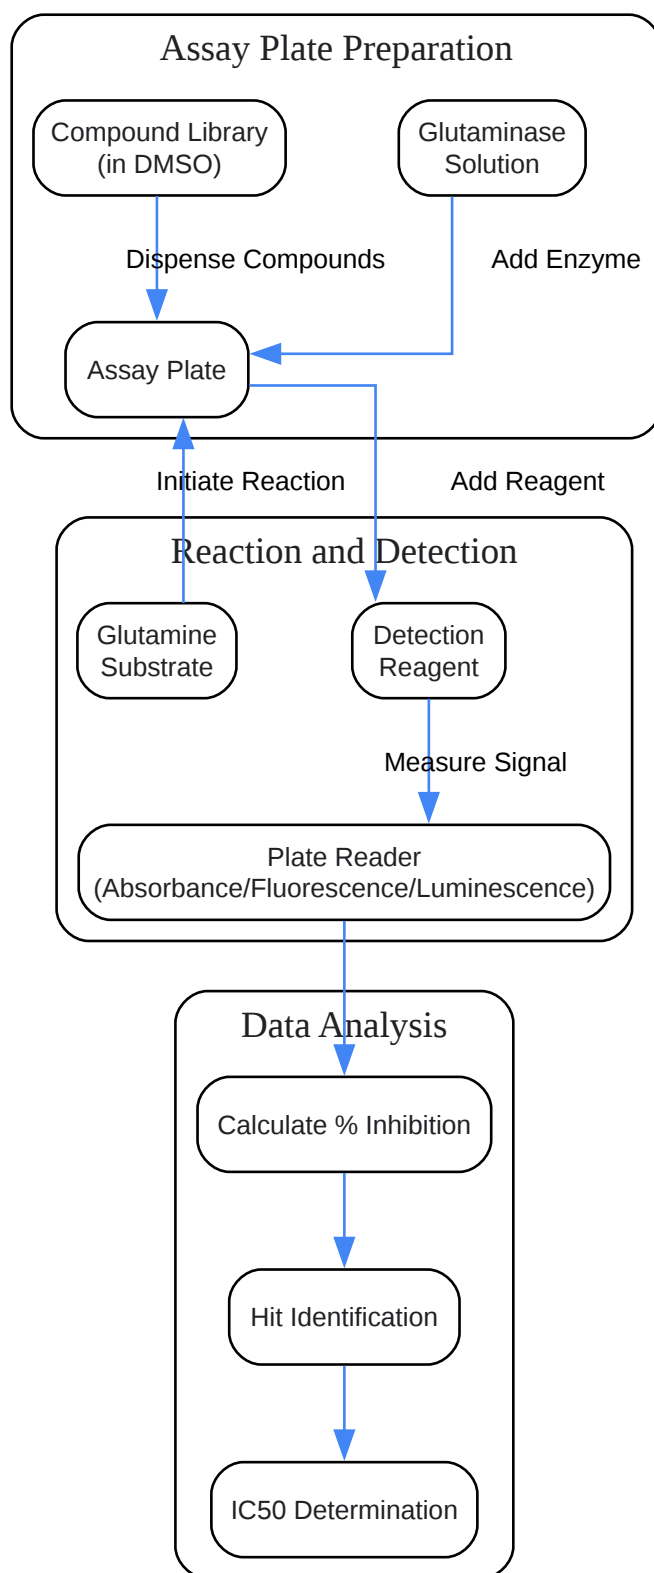 Assay Plate Preparation
Compound Library
(in DMSO)
Glutaminase
Solution
Dispense Compounds
Add Enzyme
Assay Plate
Initiate Reaction
Add Reagent
Reaction and Detection
Glutamine
Substrate
Detection
Reagent
Measure Signal
Plate Reader
(Absorbance/Fluorescence/Luminescence)
Data Analysis
Calculate % Inhibition
Hit Identification
IC50 Determination